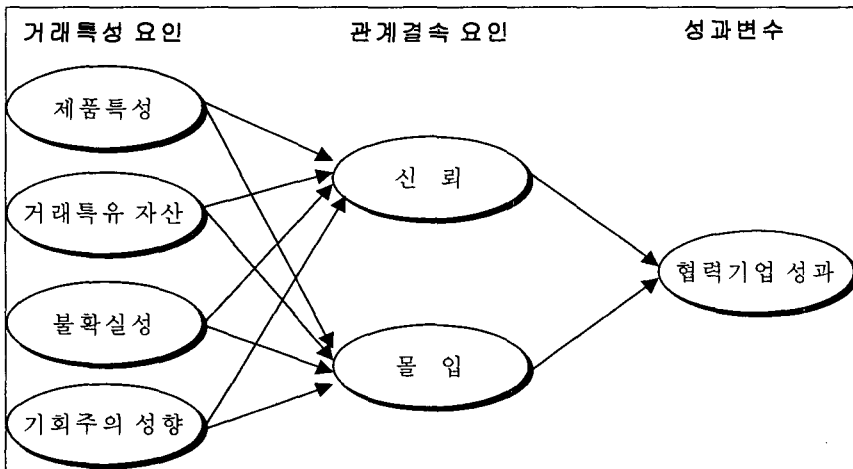 거래특성 요인 관계결속 요인 성과변수
제품특성
신 뢰
거래특유 자산
협력기업 성과
불확실성
몰 입
기회주의 성향